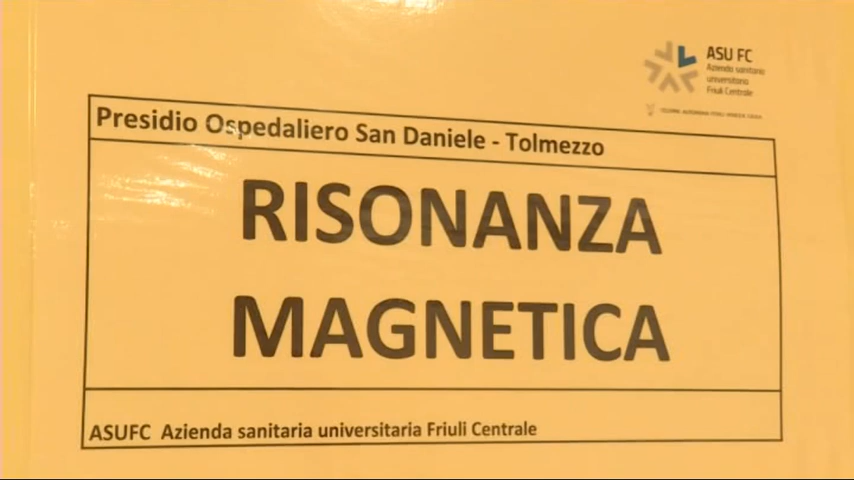 ASU FC
Azienda sanitaria
universitaria
Friuli Centrale
Presidio Ospedaliero San Daniele - Tolmezzo
RISONANZA
MAGNETICA
ASUFC Azienda sanitaria universitaria Friuli Centrale